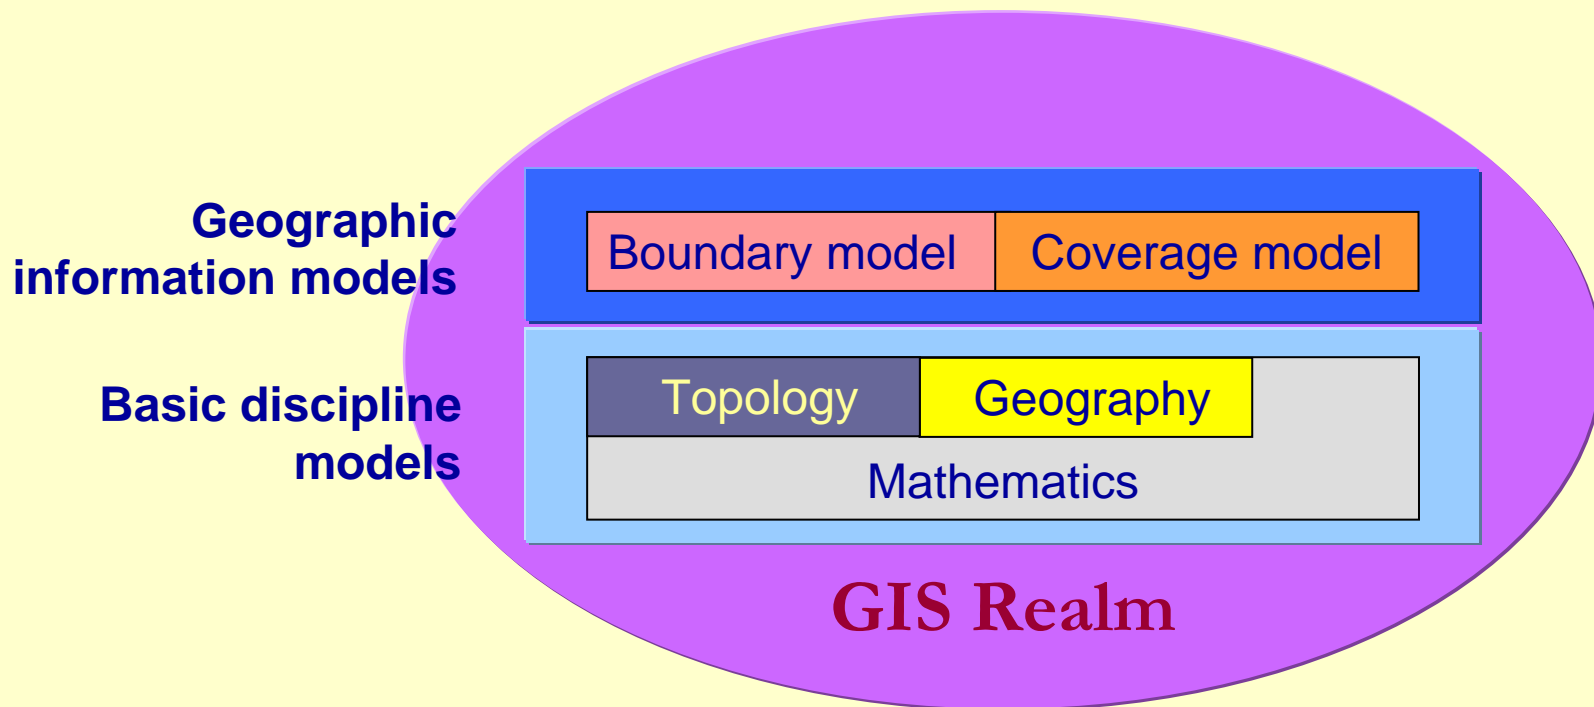 Geographic
information models
Boundary model
Coverage model
Basic discipline
models
Topology
Geography
Mathematics
GIS Realm